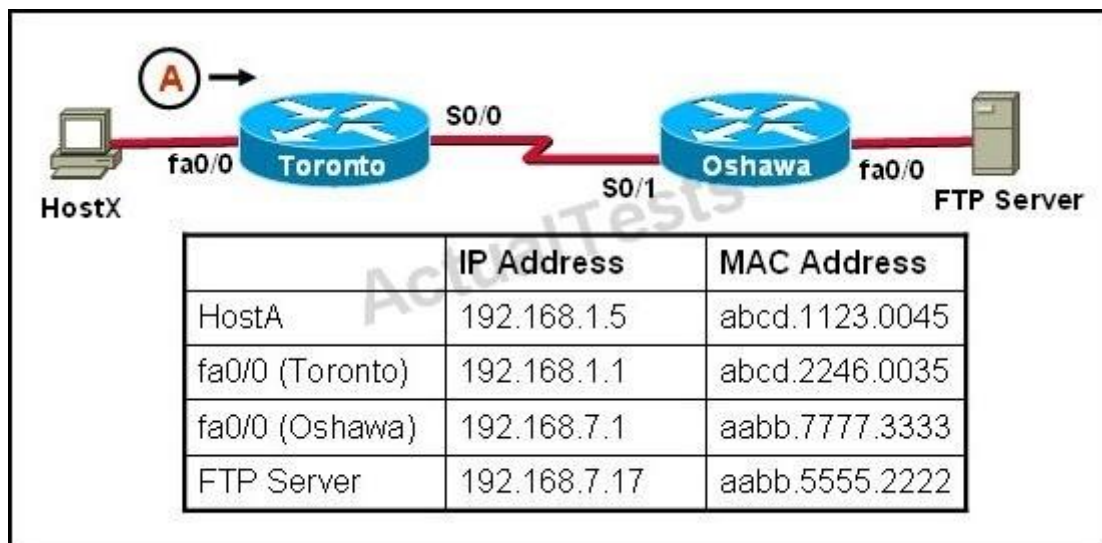 A
S0/0
fa0/0
Toronto
S0/1
Oshawa
fa0/0
HostX
FTP Server
ActualTests
IP Address MAC Address
HostA 192.168.1.5 abcd.1123.0045
fa0/0 (Toronto) 192.168.1.1 abcd.2246.0035
fa0/0 (Oshawa) 192.168.7.1 aabb.7777.3333
FTP Server 192.168.7.17 aabb.5555.2222